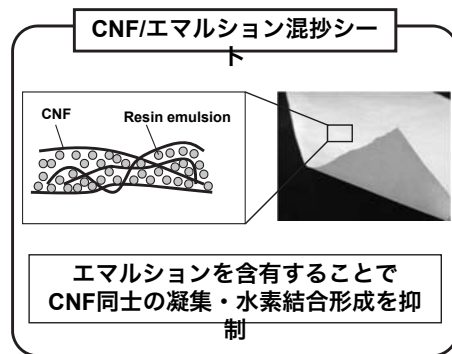 CNF/エマルション混抄シー
ト
CNF
Resin emulsion
エマルションを含有することで
CNF同士の凝集・水素結合形成を抑
制